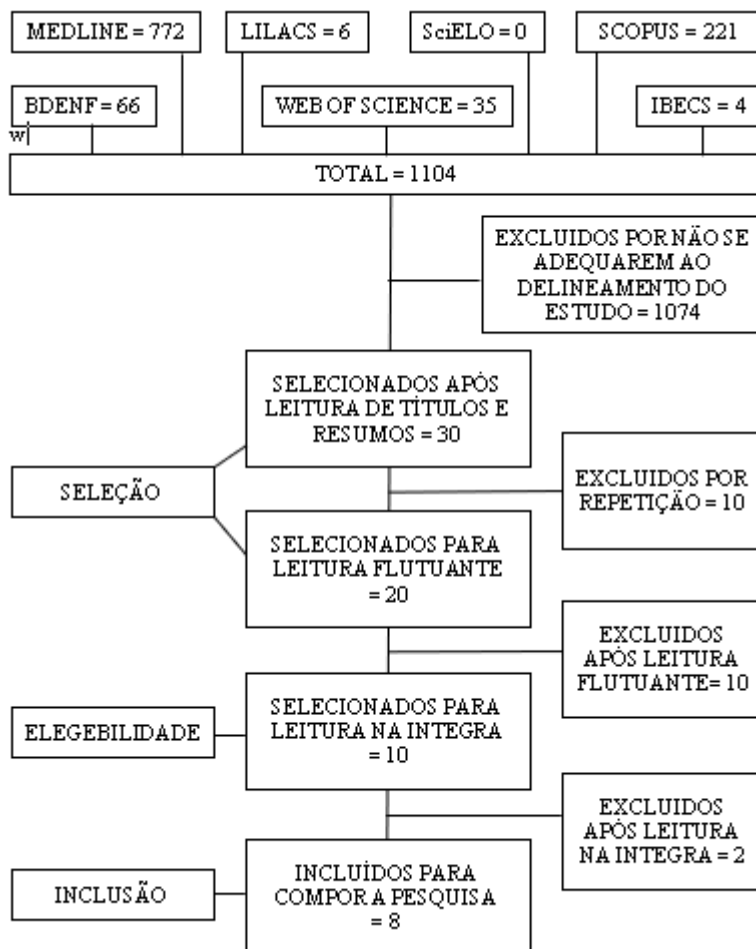 MEDLINE = 772
LILACS = 6
SciELO = 0
SCOPUS = 221
BDENF = 66
WEB OF SCIENCE = 35
IBECS = 4
w
TOTAL = 1104
EXCLUIDOS POR NÃO SE
ADEQUAREM AO
DELINEAMENTO DO
ESTUDO = 1074
SELECIONADOS APÓS
LEITURA DE TÍTULOS E
RESUMOS = 30
SELEÇÃO
EXCLUIDOS POR
REPETIÇÃO = 10
SELECIONADOS PARA
LEITURA FLUTUANTE
= 20
EXCLUIDOS
APÓS LEITURA
FLUTUANTE= 10
SELECIONADOS PARA
LEITURA NA INTEGRA
= 10
ELEGEBILIDADE
EXCLUIDOS
APÓS LEITURA
NA INTEGRA = 2
INCLUÍDOS PARA
COMPOR A PESQUISA
= 8
INCLUSÃO